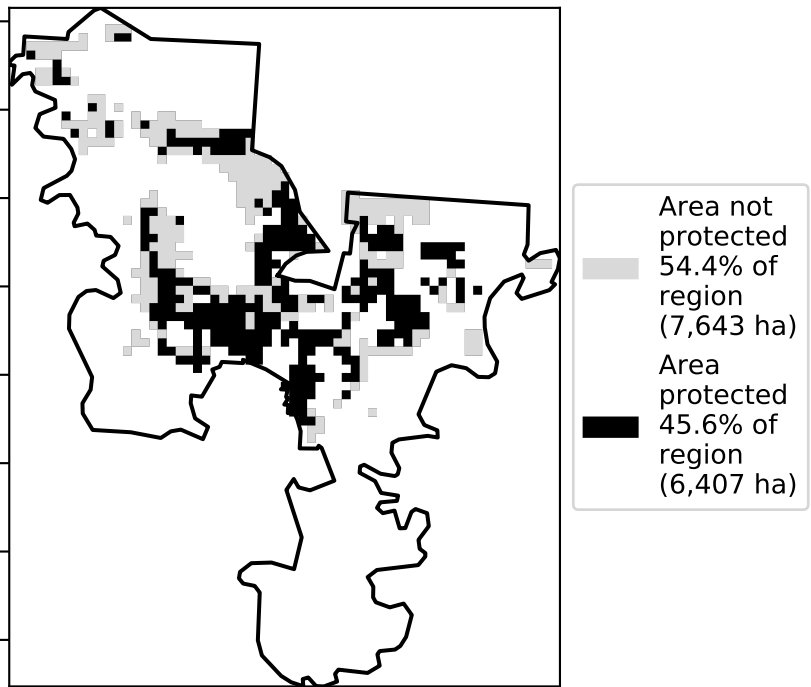 Area not
protected
54.4% of
region
(7,643 ha)
Area
protected
45.6% of
region
(6,407 ha)